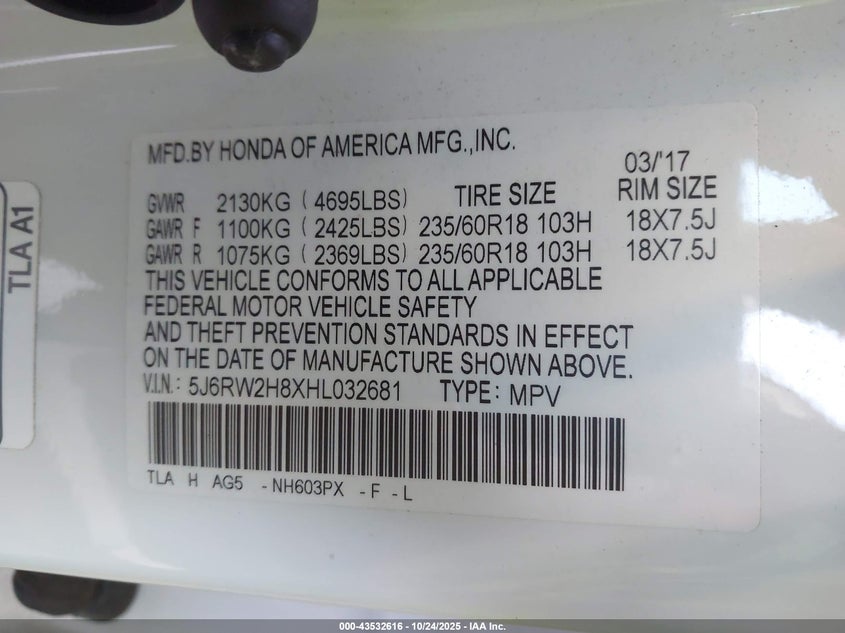 MFD.BY HONDA OF AMERICA MFG.,INC.
03/'17
GVWR 2130KG ( 4695LBS) TIRE SIZE RIM SIZE
GAWR F 1100KG ( 2425LBS) 235/60R18 103H 18X7.5J
GAWR R 1075KG ( 2369LBS) 235/60R18 103H 18X7.5J
THIS VEHICLE CONFORMS TO ALL APPLICABLE
FEDERAL MOTOR VEHICLE SAFETY
AND THEFT PREVENTION STANDARDS IN EFFECT
ON THE DATE OF MANUFACTURE SHOWN ABOVE.
V.I.N.: 5J6RW2H8XHL032681 TYPE: MPV
TLA H AG5 -NH603PX -F -L
TLA A1
000-43532616 - 10/24/2025 - IAA Inc.